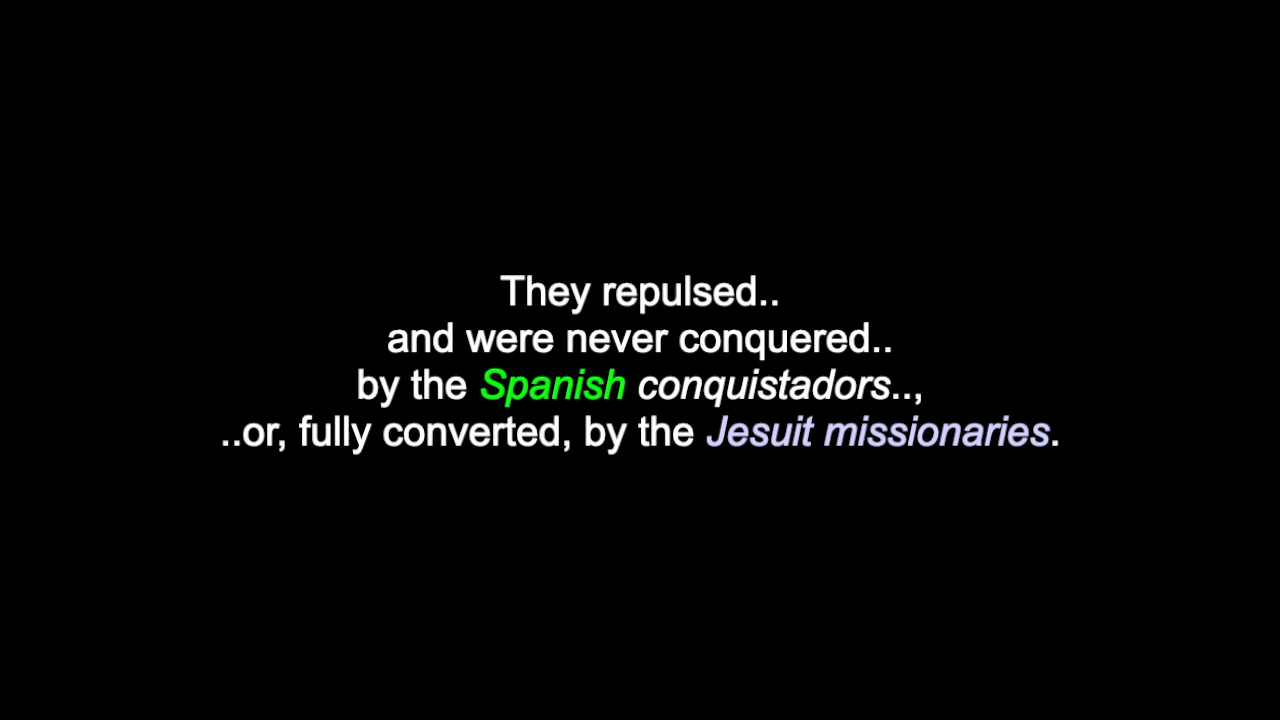 They repulsed..
and were never conquered..
by the Spanish conquistadors..,
..or, fully converted, by the Jesuit missionaries.